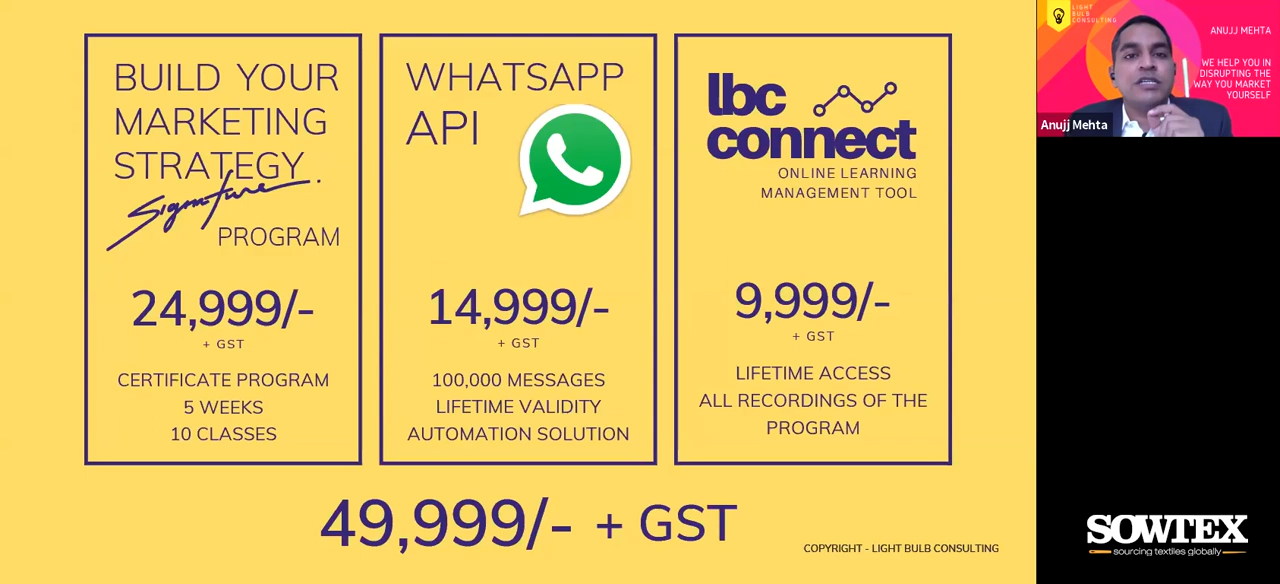 BUILD YOUR
MARKETING
STRATEGY
Signature
PROGRAM
24,999/-
+ GST
CERTIFICATE PROGRAM
5 WEEKS
10 CLASSES
WHATSAPP
API
14,999/-
+ GST
100,000 MESSAGES
LIFETIME VALIDITY
AUTOMATION SOLUTION
lbc
connect
ONLINE LEARNING
MANAGEMENT TOOL
9,999/-
+ GST
LIFETIME ACCESS
ALL RECORDINGS OF THE
PROGRAM
49,999/- + GST
COPYRIGHT - LIGHT BULB CONSULTING
LIGHT
BULB
CONSULTING
ANUJJ MEHTA
WE HELP YOU IN
DISRUPTING THE
WAY YOU MARKET
YOURSELF
Anujj Mehta
SOWTEX
sourcing textiles globally